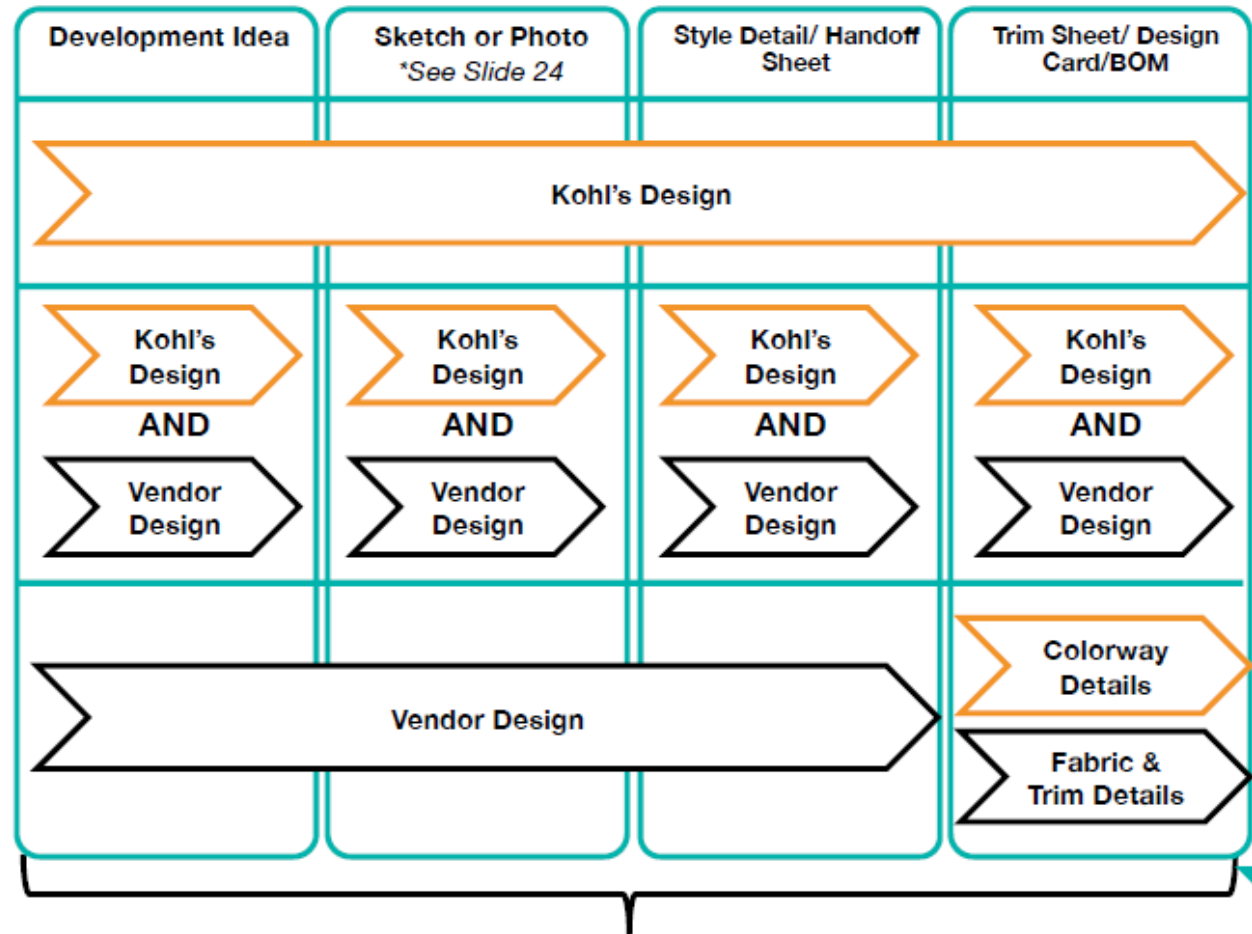 Development Idea
Sketch or Photo
*See Slide 24
Style Detail/ Handoff
Sheet
Trim Sheet/ Design
Card/BOM
Kohl's Design
Kohl's
Design
AND
Vendor
Design
Kohl's
Design
AND
Vendor
Design
Kohl's
Design
AND
Vendor
Design
Kohl's
Design
AND
Vendor
Design
Vendor Design
Colorway
Details
Fabric &
Trim Details